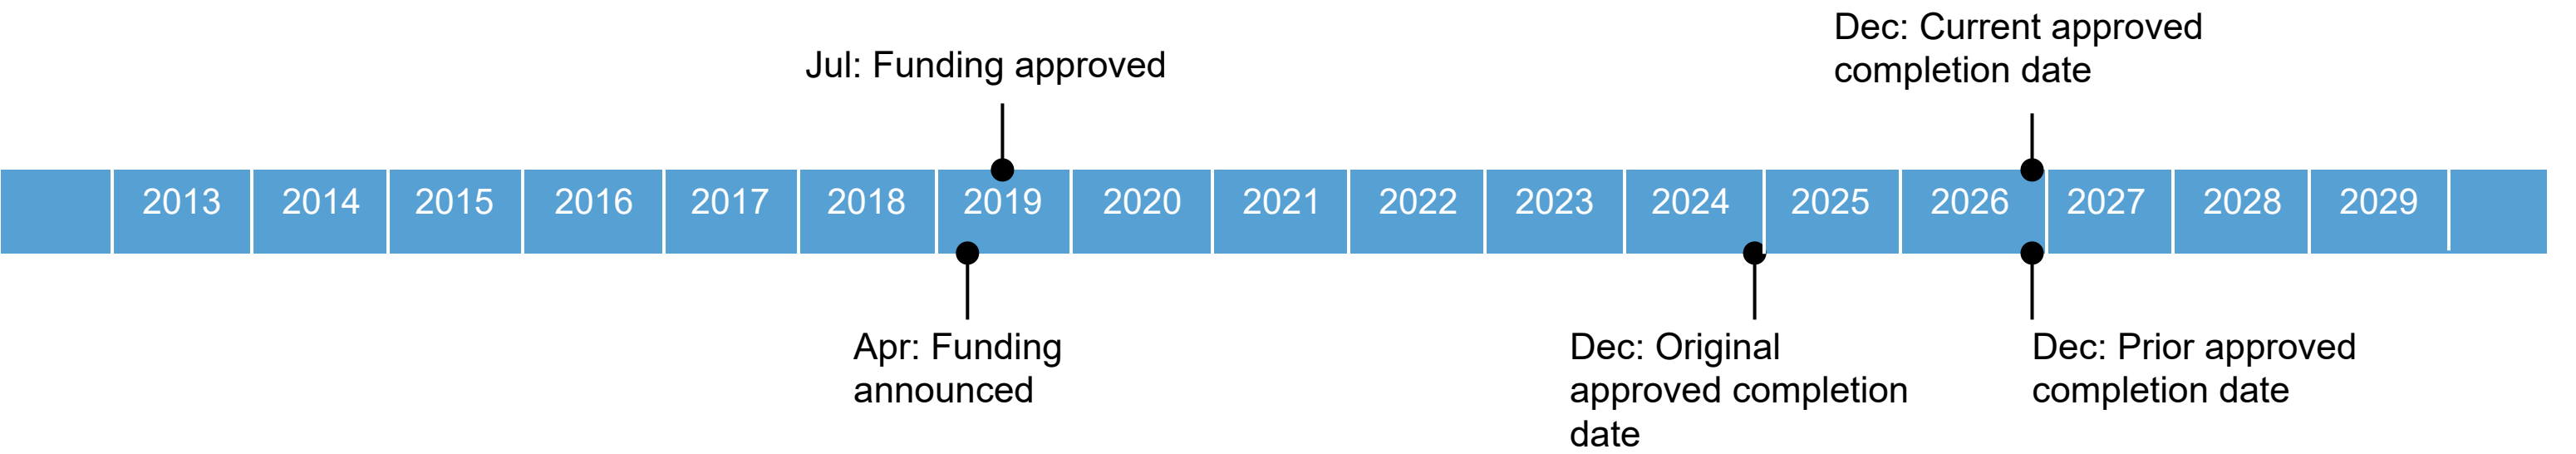 Dec: Current approved
completion date
Jul: Funding approved
2013 2014 2015 2016 2017 2018 2019 2020 2021 2022 2023 2024 2025 2026 2027 2028 2029
Apr: Funding
announced
Dec: Original
approved completion
date
Dec: Prior approved
completion date